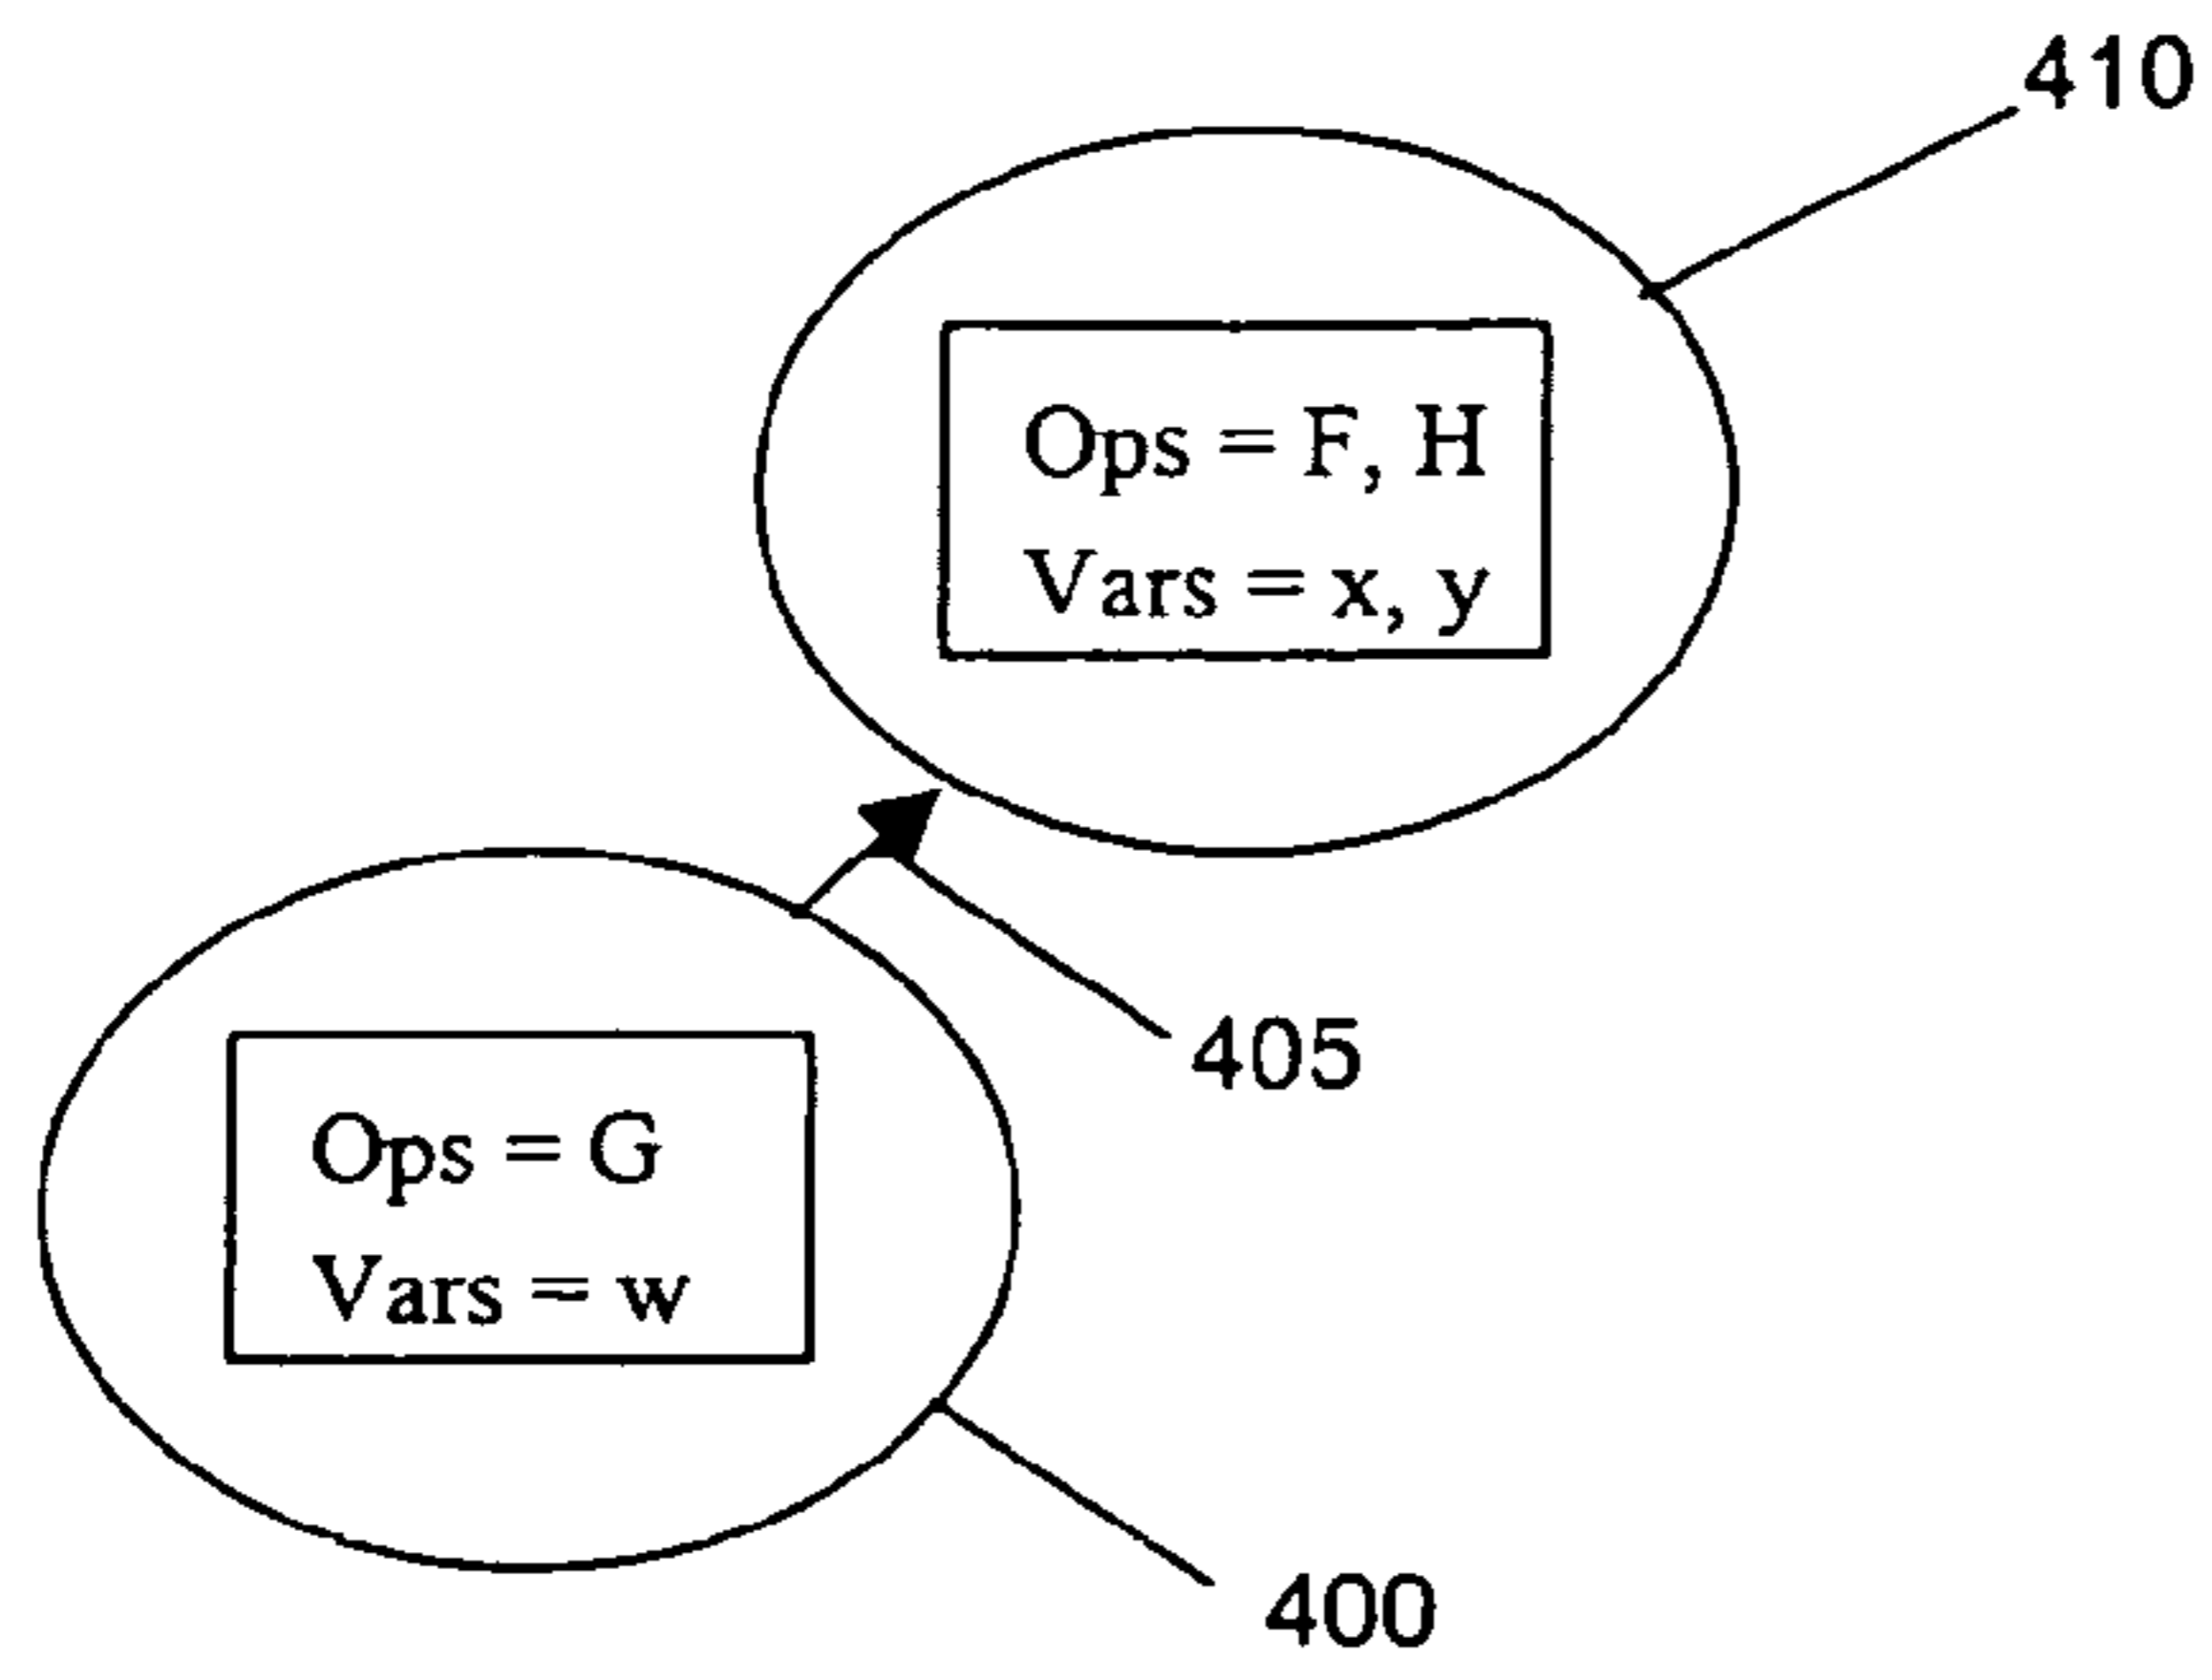 410
Ops = F, H
Vars = x, y
405
Ops = G
Vars = w
400